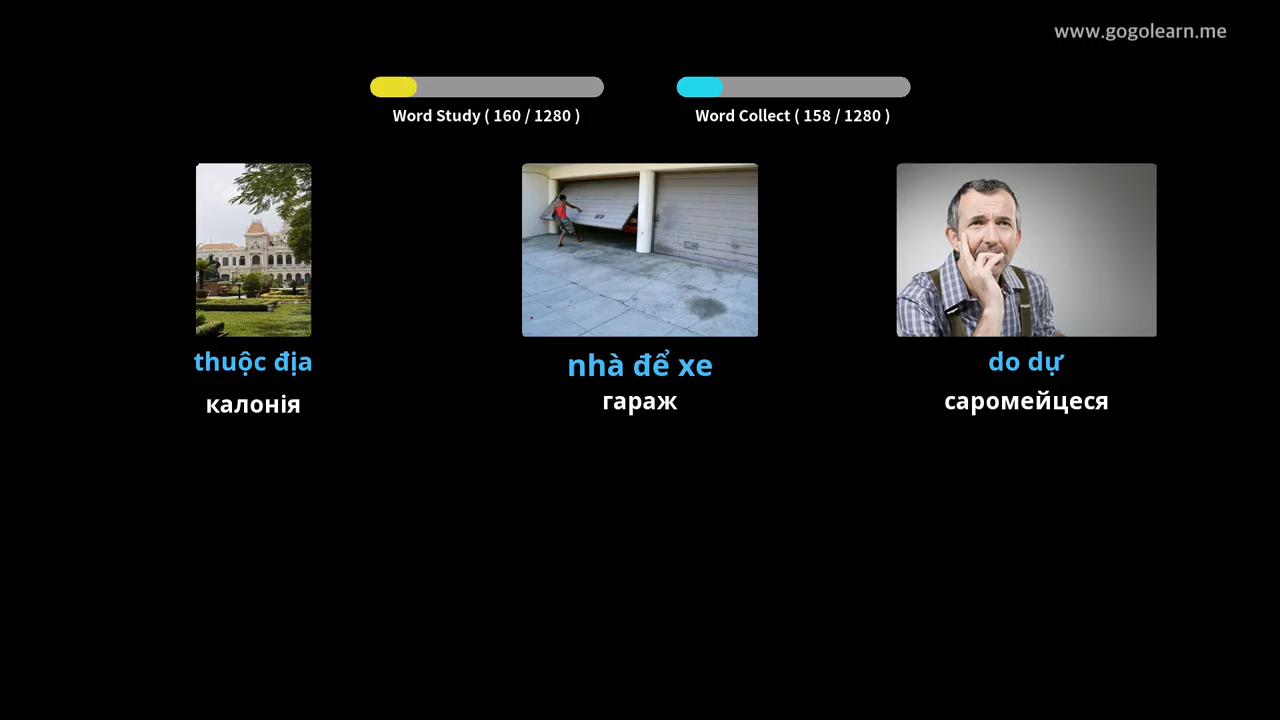 www.gogolearn.me
Word Study ( 160 / 1280 )
Word Collect ( 158 / 1280 )
thuộc địa
калонія
nhà để xe
гараж
do dự
саромейцеся